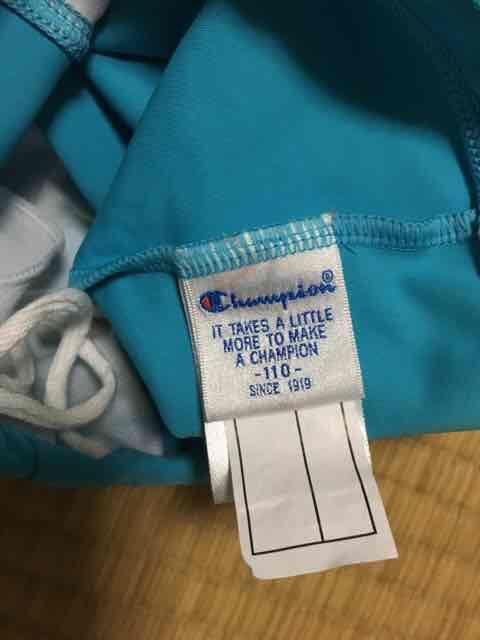 Champion®
IT TAKES A LITTLE
MORE TO MAKE
A CHAMPION
-110-
SINCE 1919